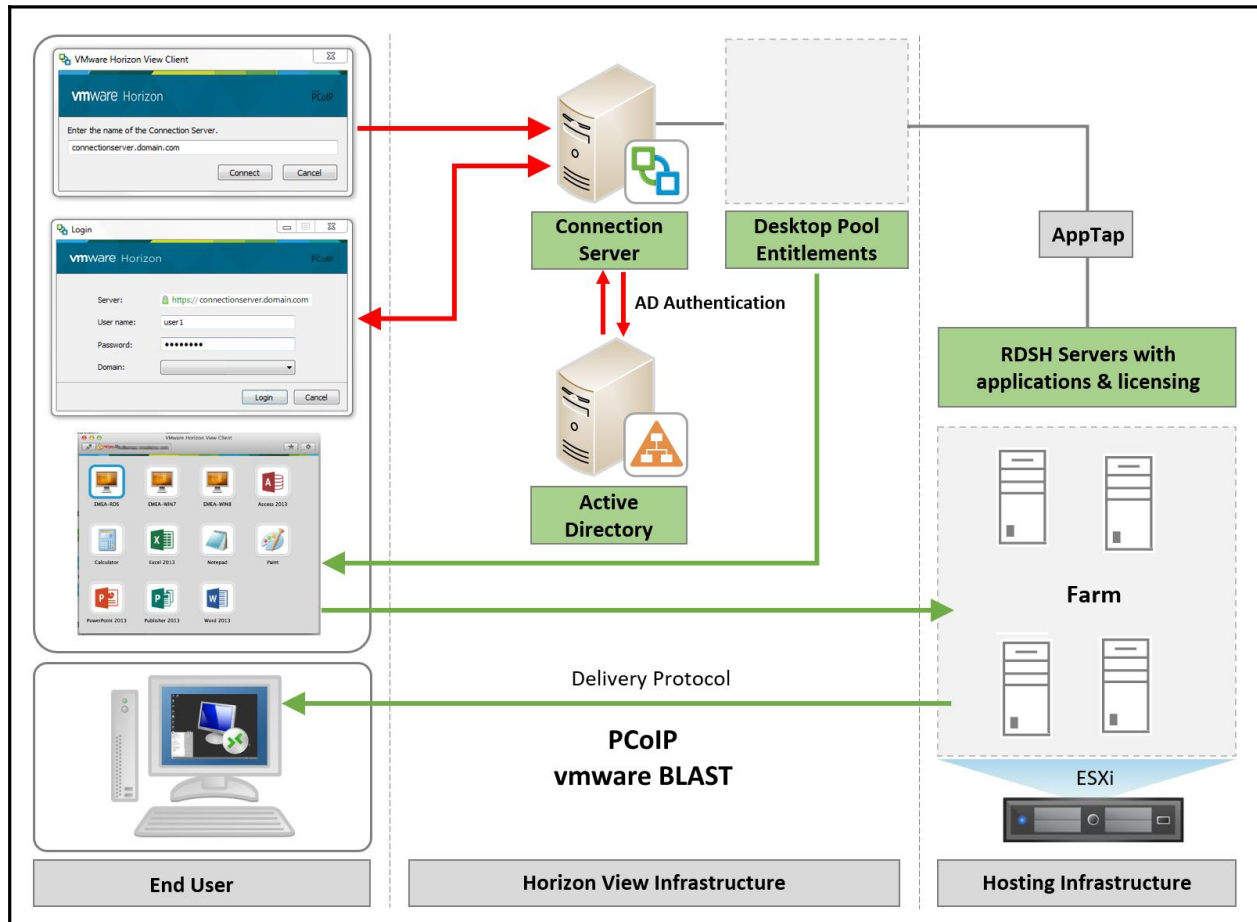 VMware Horizon View Client
vmware Horizon
PCoIP
Enter the name of the Connection Server.
connectionserver.domain.com
Connect
Cancel
Login
vmware Horizon
PCoIP
Server:
https://connectionserver.domain.com
User name:
user1
Password:
Domain:
Login
Cancel
VMware Horizon View Client
EMEA-RDS
EMEA-WIN7
EMEA-WIN8
Access 2013
Calculator
Excel 2013
Notepad
Paint
PowerPoint 2013
Publisher 2013
Word 2013
End User
Connection
Server
Desktop Pool
Entitlements
AD Authentication
Active
Directory
Delivery Protocol
PCoIP
vmware BLAST
Horizon View Infrastructure
AppTap
RDSH Servers with
applications & licensing
Farm
ESXi
Hosting Infrastructure